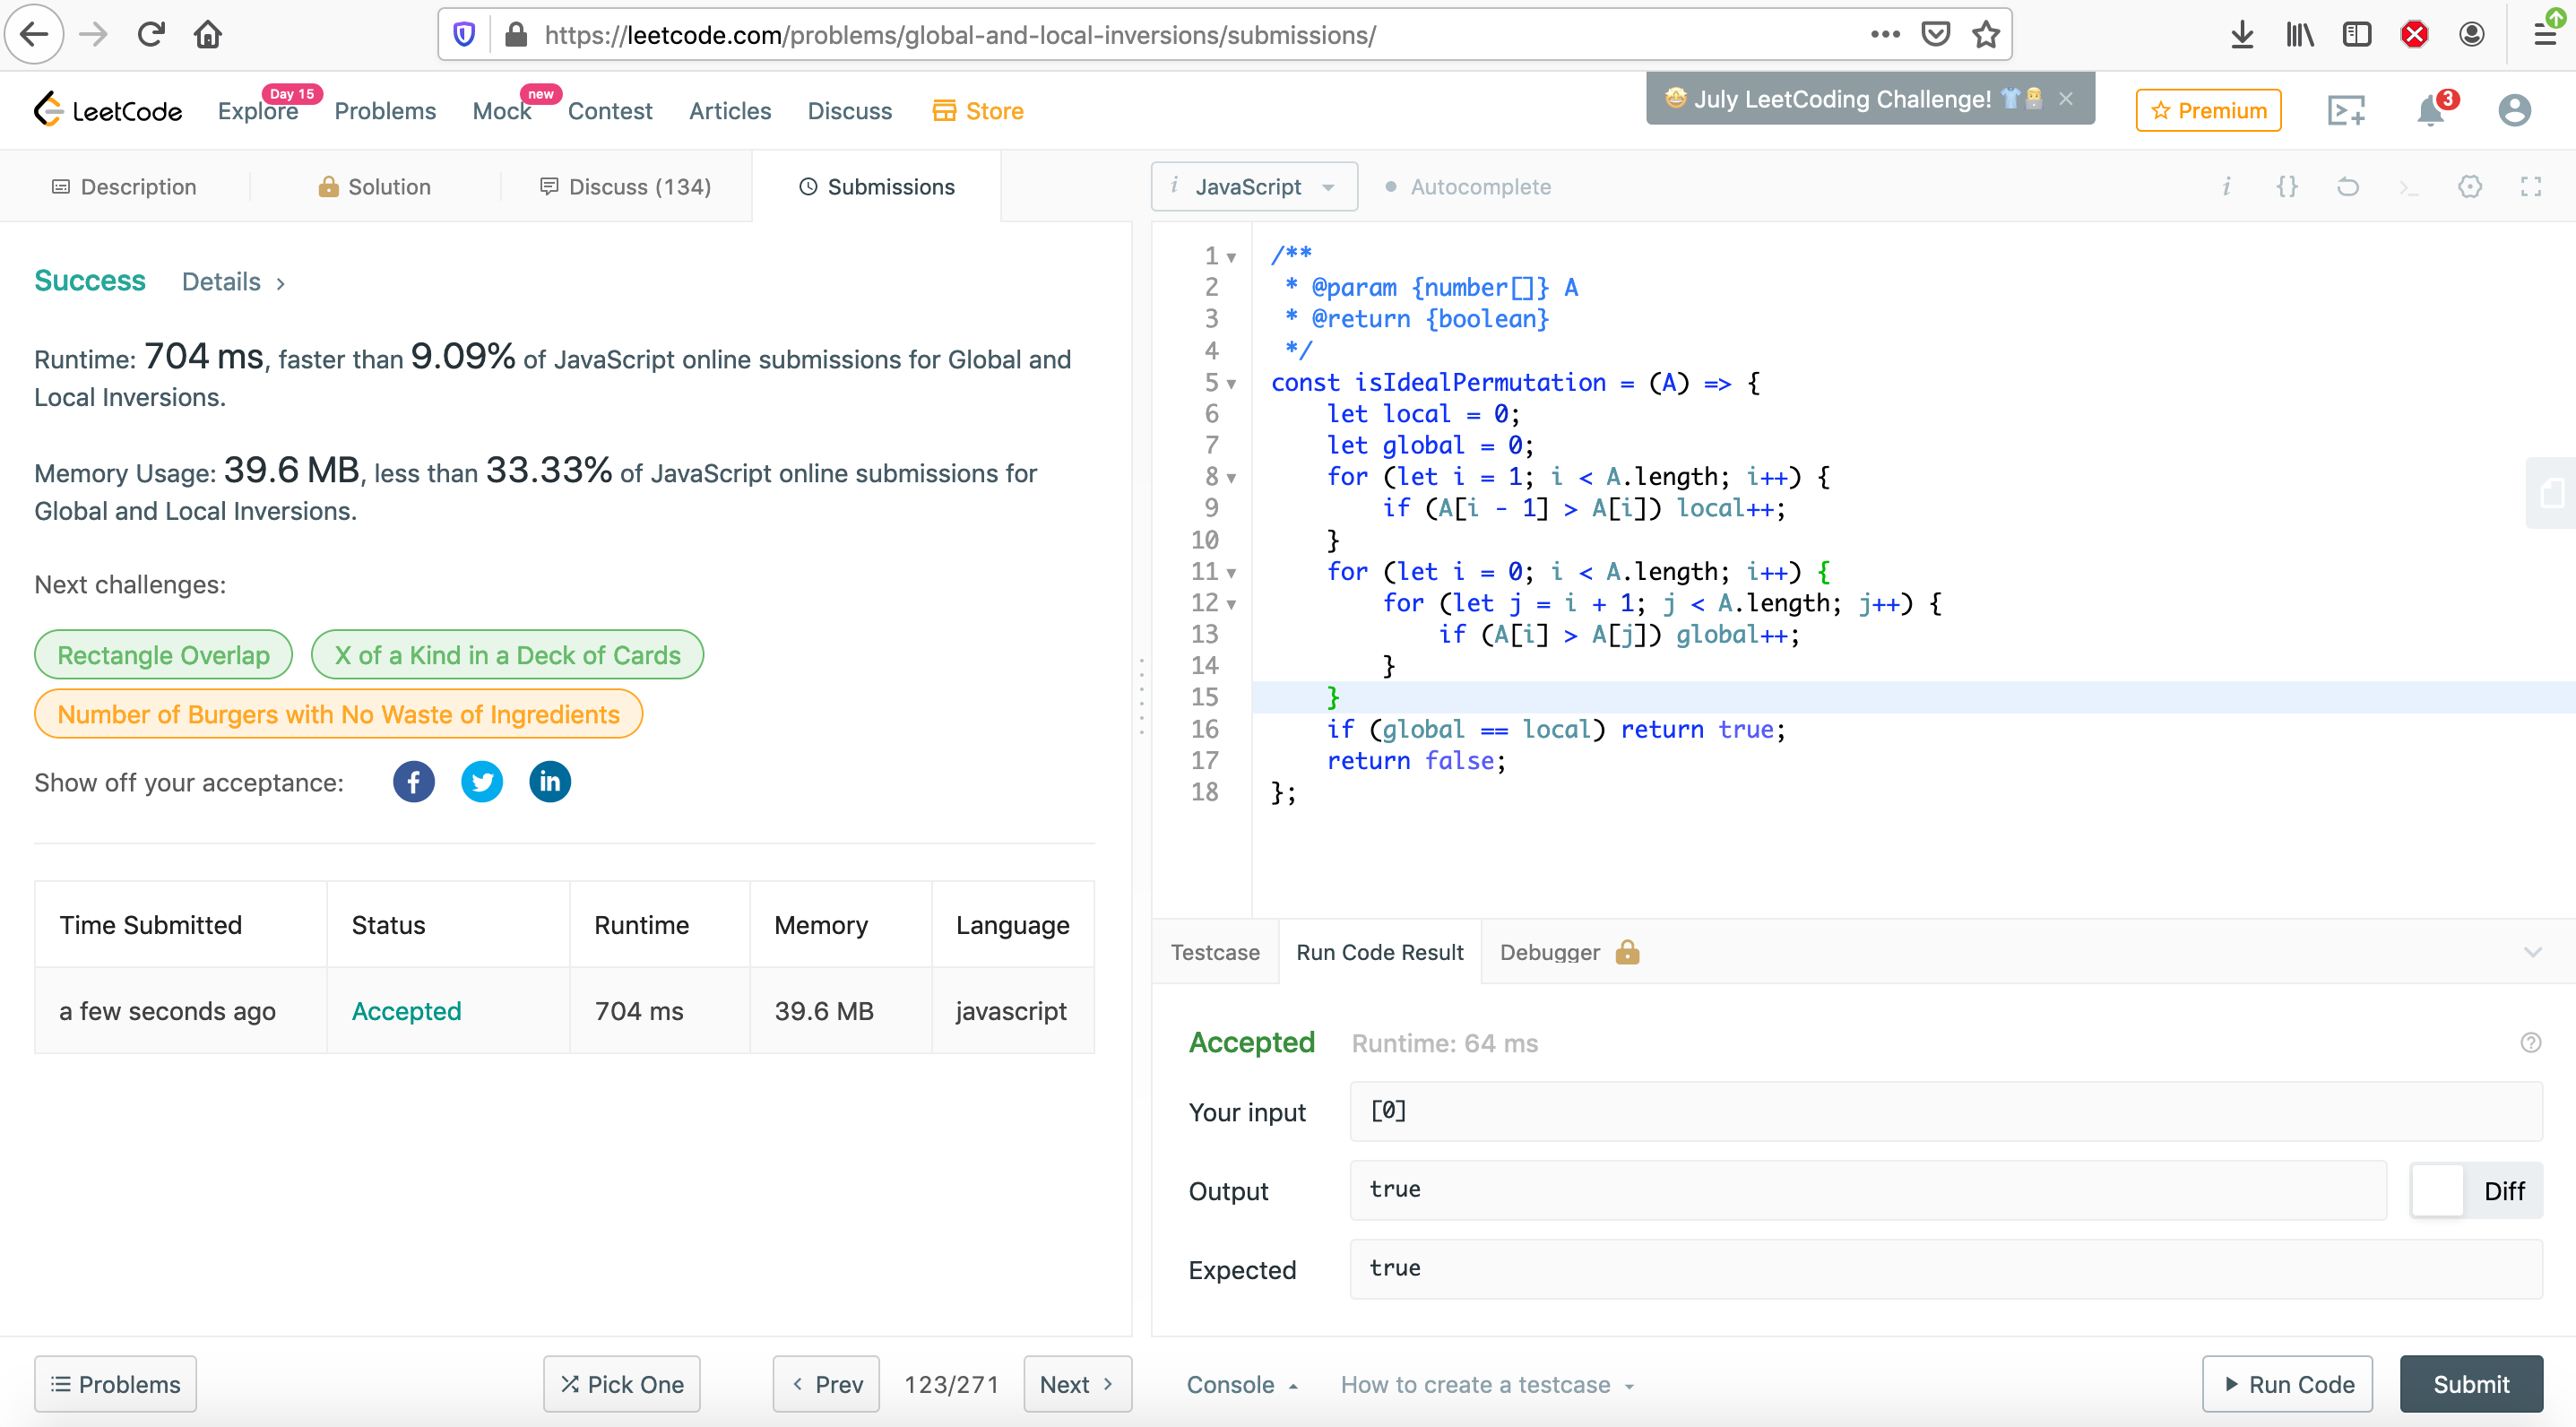 https://leetcode.com/problems/global-and-local-inversions/submissions/
LeetCode
Explore
Day 15
Problems
Mock
new
Contest
Articles
Discuss
Store
July LeetCoding Challenge!
Premium
3
Description
Solution
Discuss (134)
Submissions
Success
Details
Runtime: 704 ms, faster than 9.09% of JavaScript online submissions for Global and
Local Inversions.
Memory Usage: 39.6 MB, less than 33.33% of JavaScript online submissions for
Global and Local Inversions.
Next challenges:
Rectangle Overlap
X of a Kind in a Deck of Cards
Number of Burgers with No Waste of Ingredients
Show off your acceptance:
Time Submitted Status Runtime Memory Language
a few seconds ago Accepted 704 ms 39.6 MB javascript
i JavaScript
Autocomplete
i {}
1 /**
2 * @param {number[]} A
3 * @return {boolean}
4 */
5 const isIdealPermutation = (A) => {
6 let local = 0;
7 let global = 0;
8 for (let i = 1; i < A.length; i++) {
9 if (A[i - 1] > A[i]) local++;
10 }
11 for (let i = 0; i < A.length; i++) {
12 for (let j = i + 1; j < A.length; j++) {
13 if (A[i] > A[j]) global++;
14 }
15 }
16 if (global == local) return true;
17 return false;
18 };
Testcase
Run Code Result
Debugger
Accepted Runtime: 64 ms
Your input [0]
Output true
Diff
Expected true
Problems
Pick One
Prev
123/271
Next
Console
How to create a testcase
Run Code
Submit